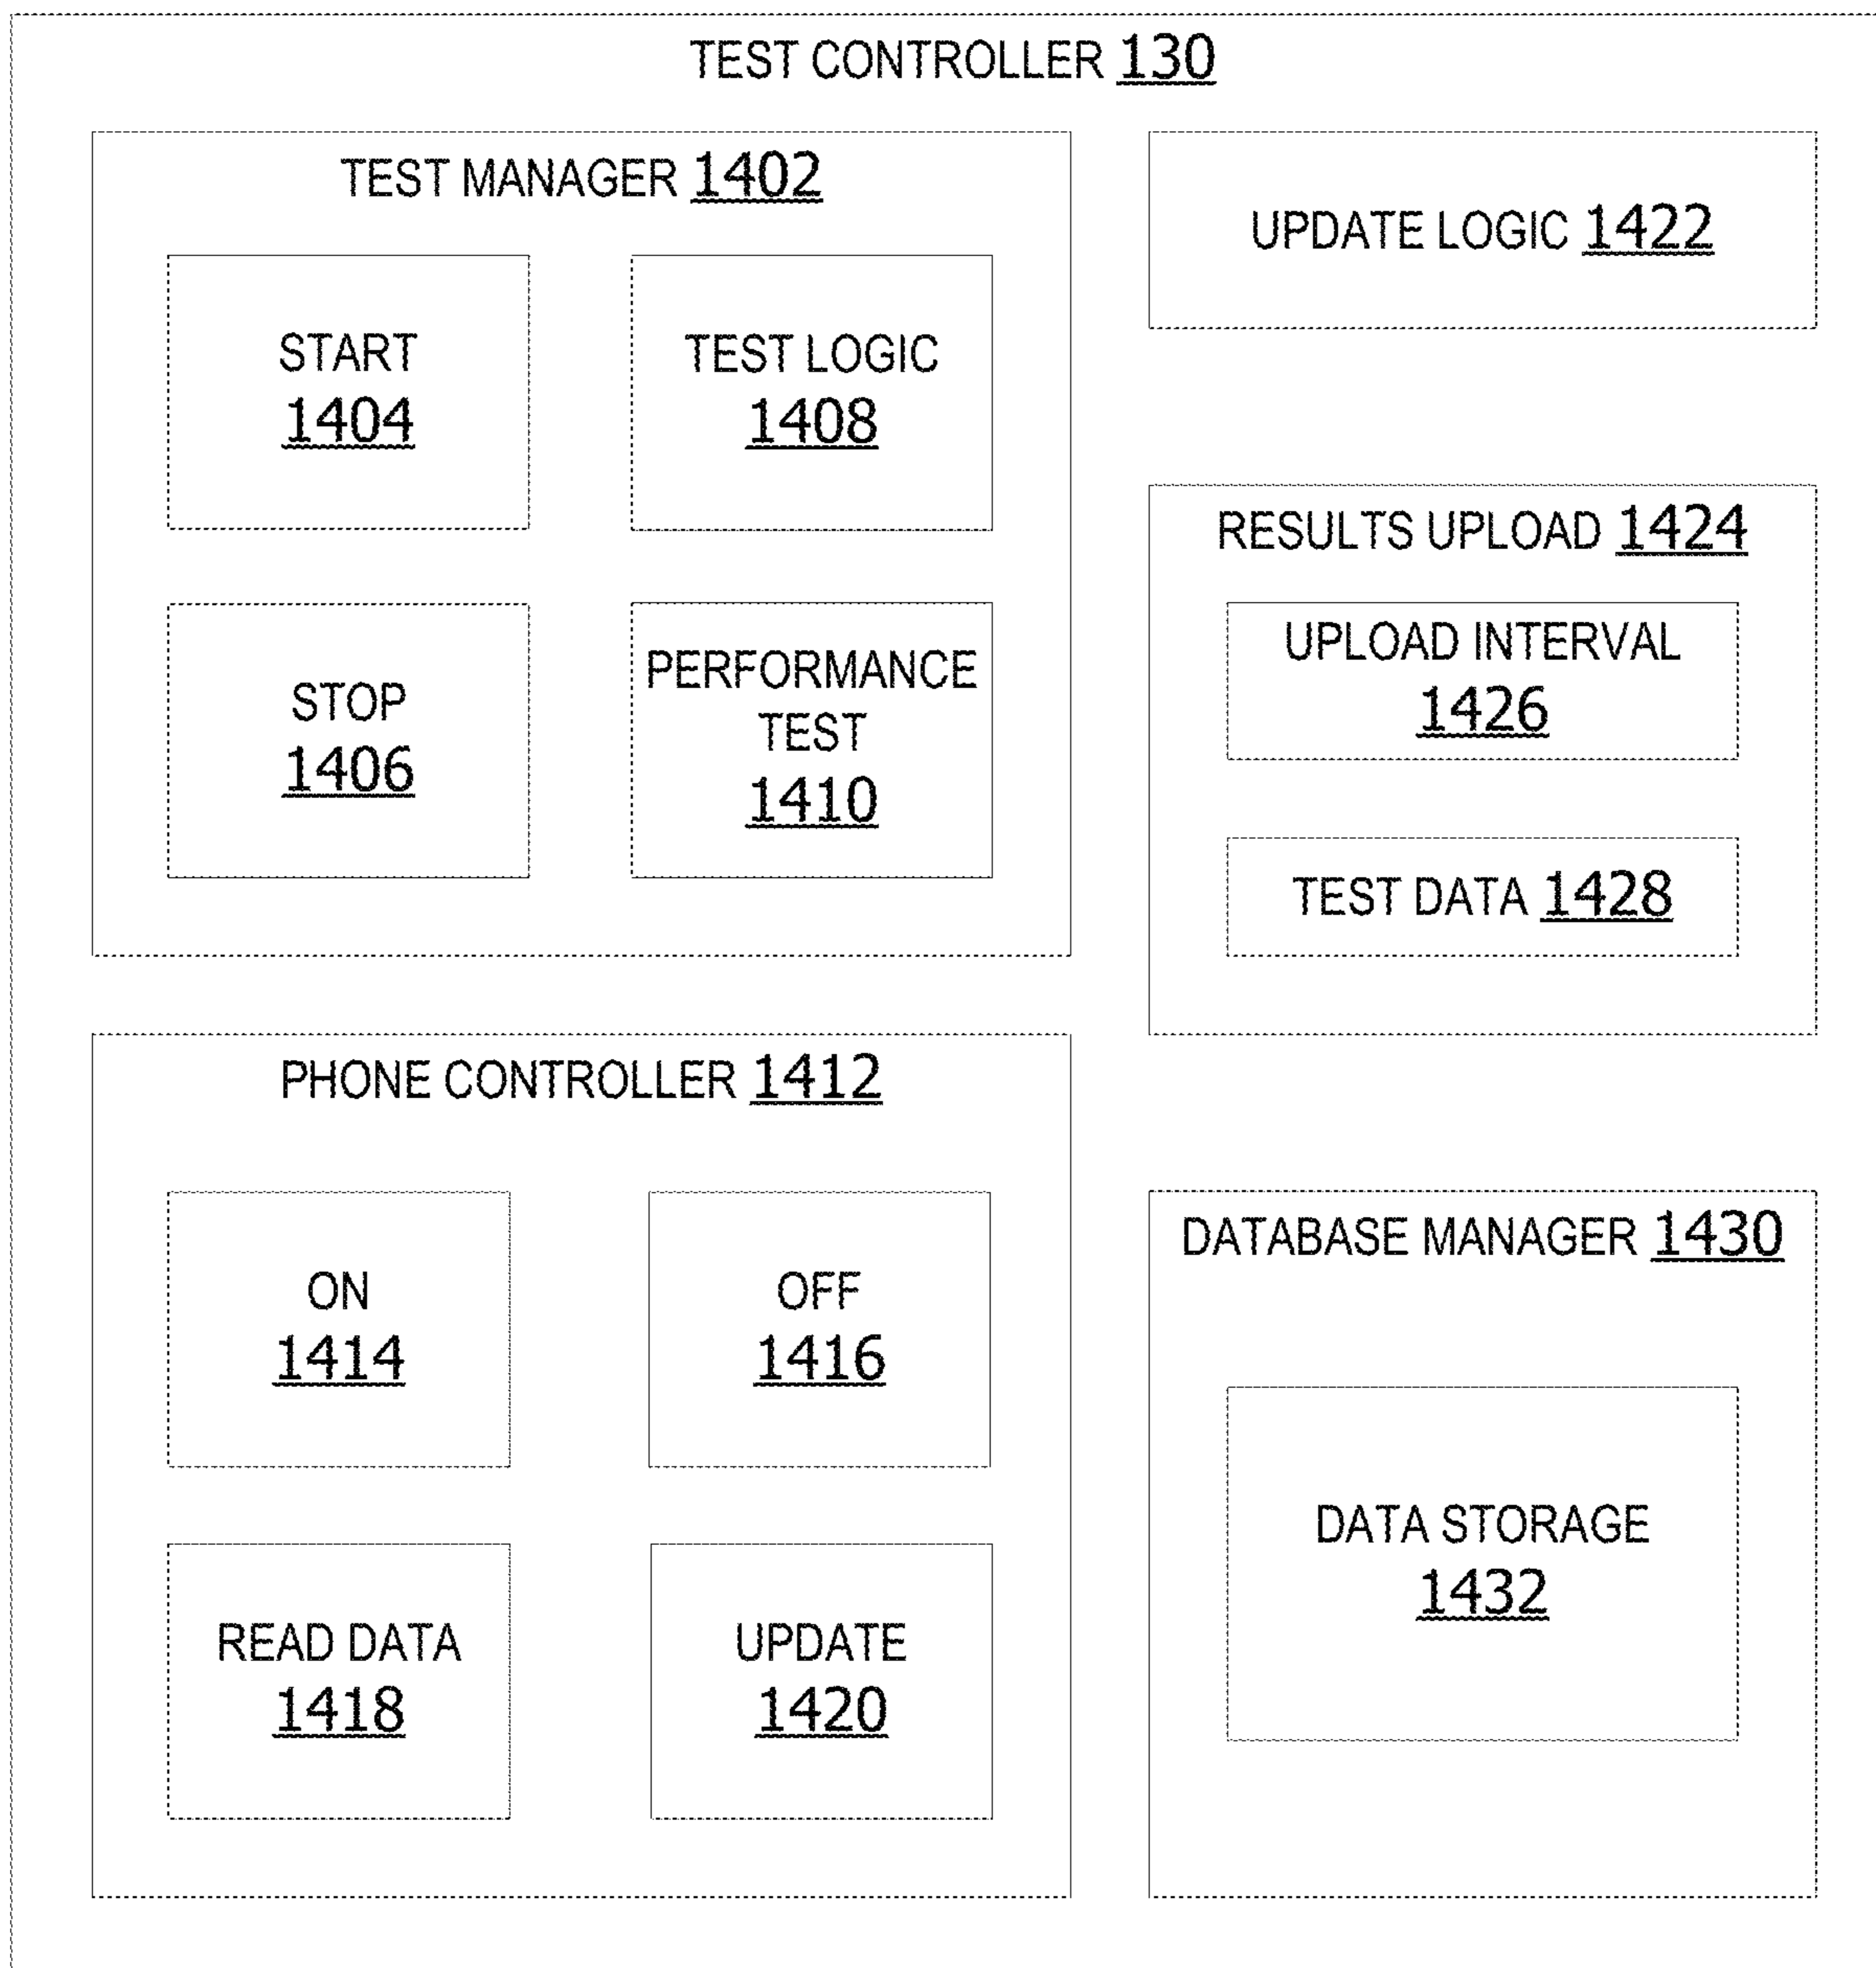 TEST CONTROLLER 130
TEST MANAGER 1402
START
1404
TEST LOGIC
1408
STOP
1406
PERFORMANCE
TEST
1410
PHONE CONTROLLER 1412
ON
1414
OFF
1416
READ DATA
1418
UPDATE
1420
UPDATE LOGIC 1422
RESULTS UPLOAD 1424
UPLOAD INTERVAL
1426
TEST DATA 1428
DATABASE MANAGER 1430
DATA STORAGE
1432